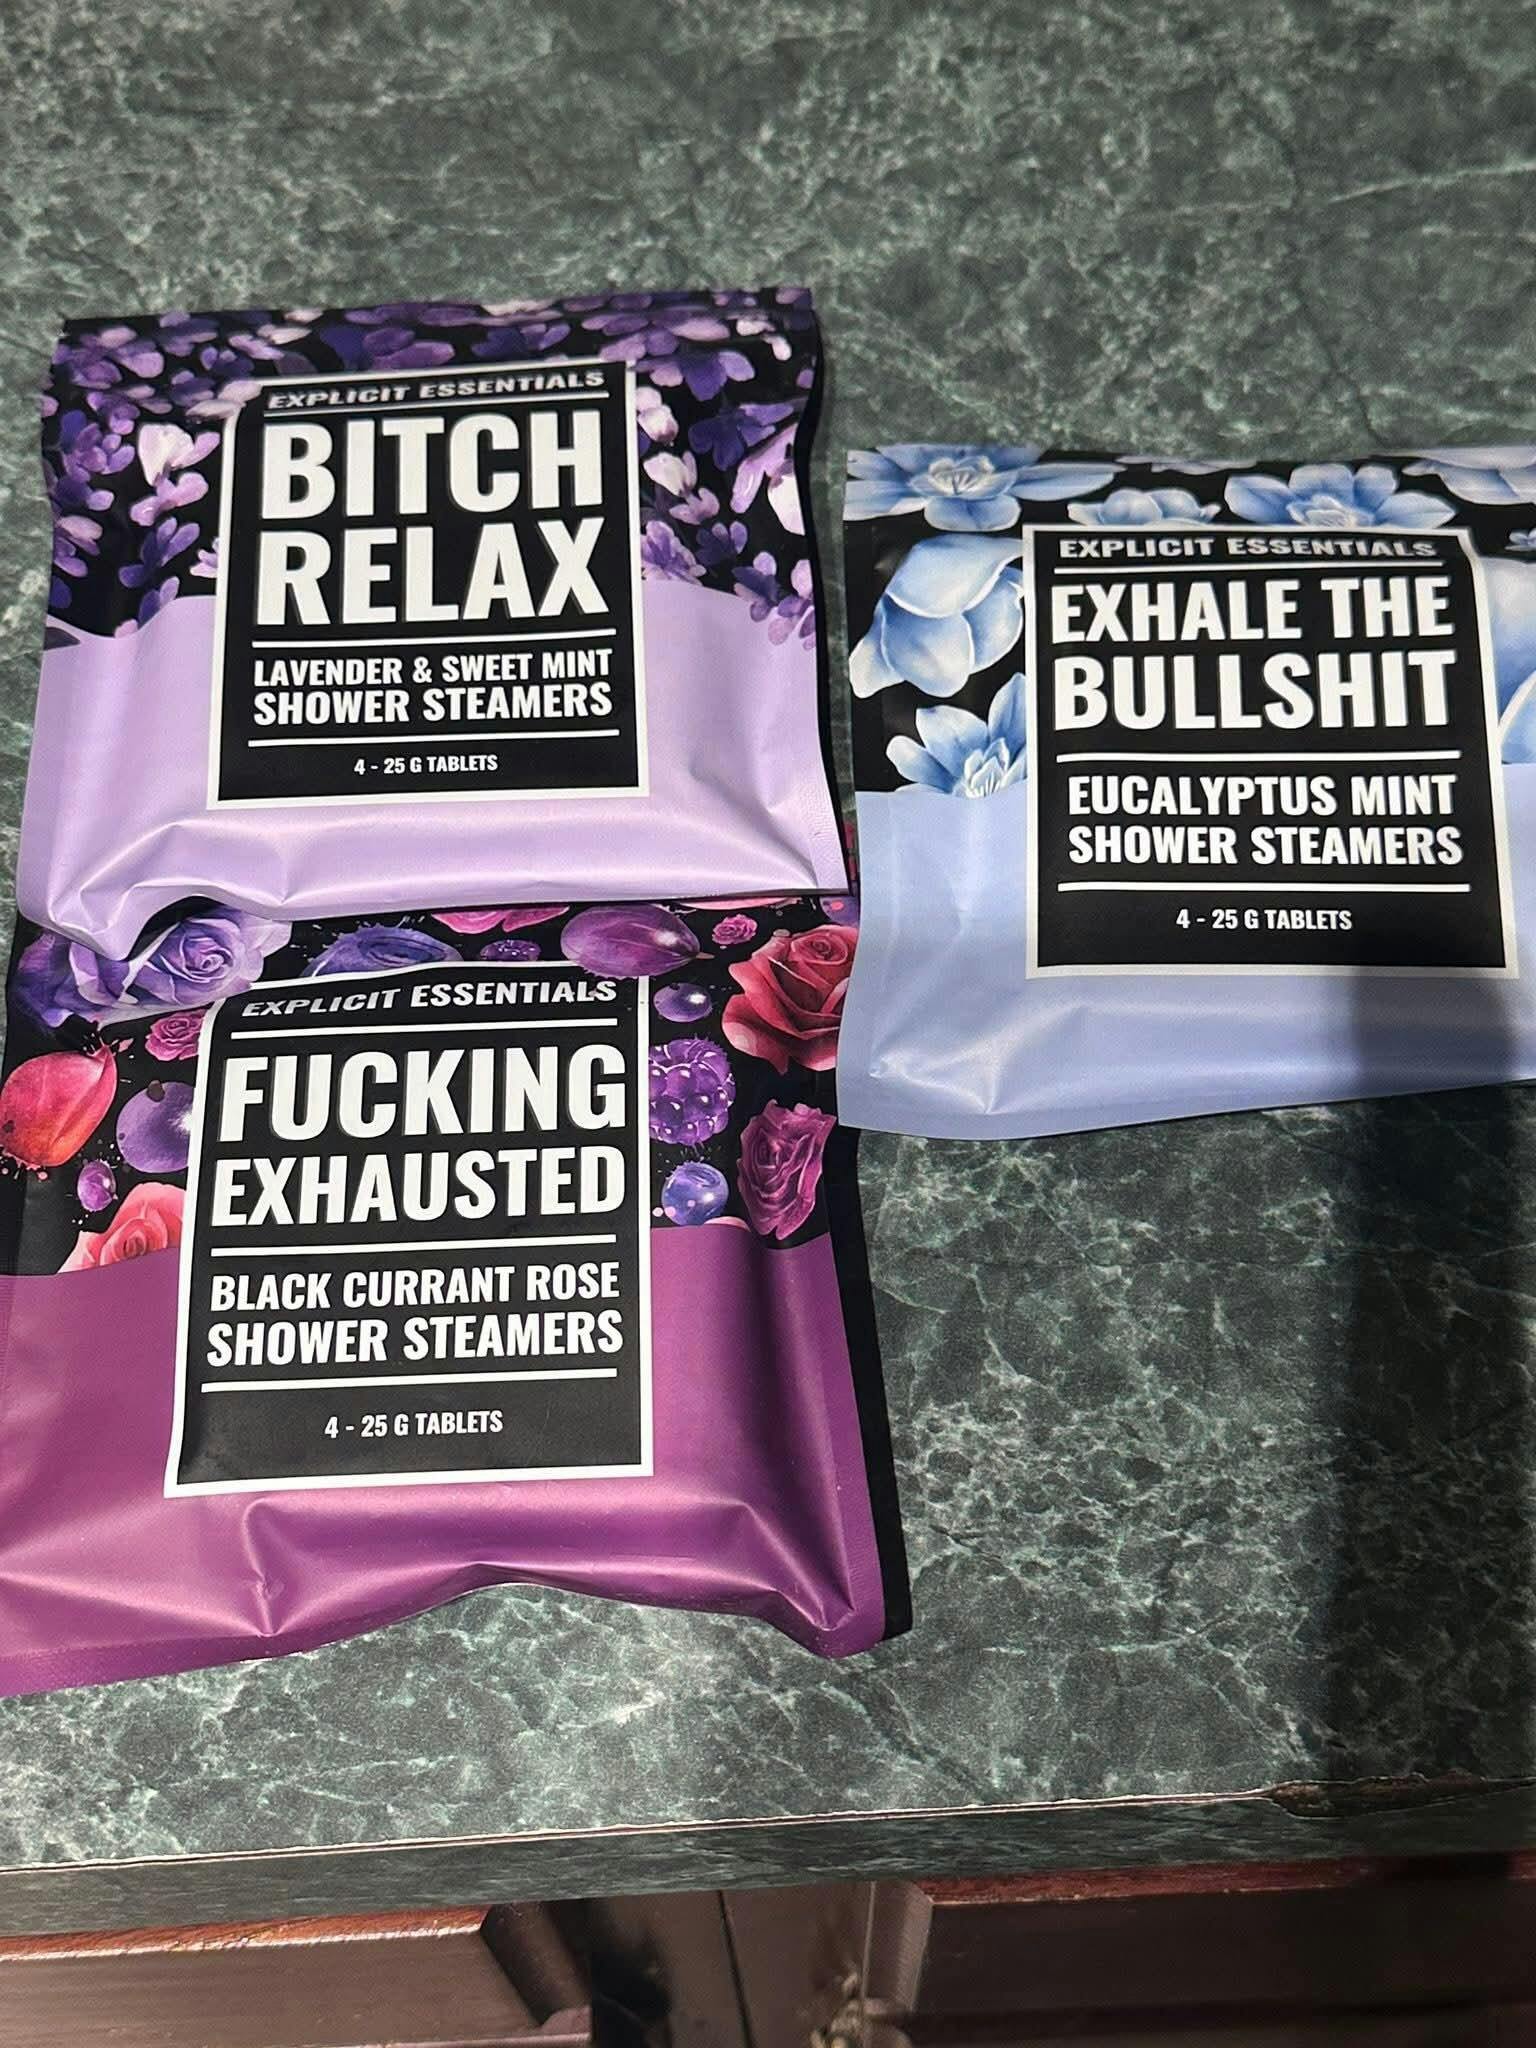 EXPLICIT ESSENTIALS
BITCH
RELAX
LAVENDER & SWEET MINT
SHOWER STEAMERS
4 - 25 G TABLETS
EXPLICIT ESSENTIALS
EXHALE THE
BULLSHIT
EUCALYPTUS MINT
SHOWER STEAMERS
4 - 25 G TABLETS
EXPLICIT ESSENTIALS
FUCKING
EXHAUSTED
BLACK CURRANT ROSE
SHOWER STEAMERS
4 - 25 G TABLETS